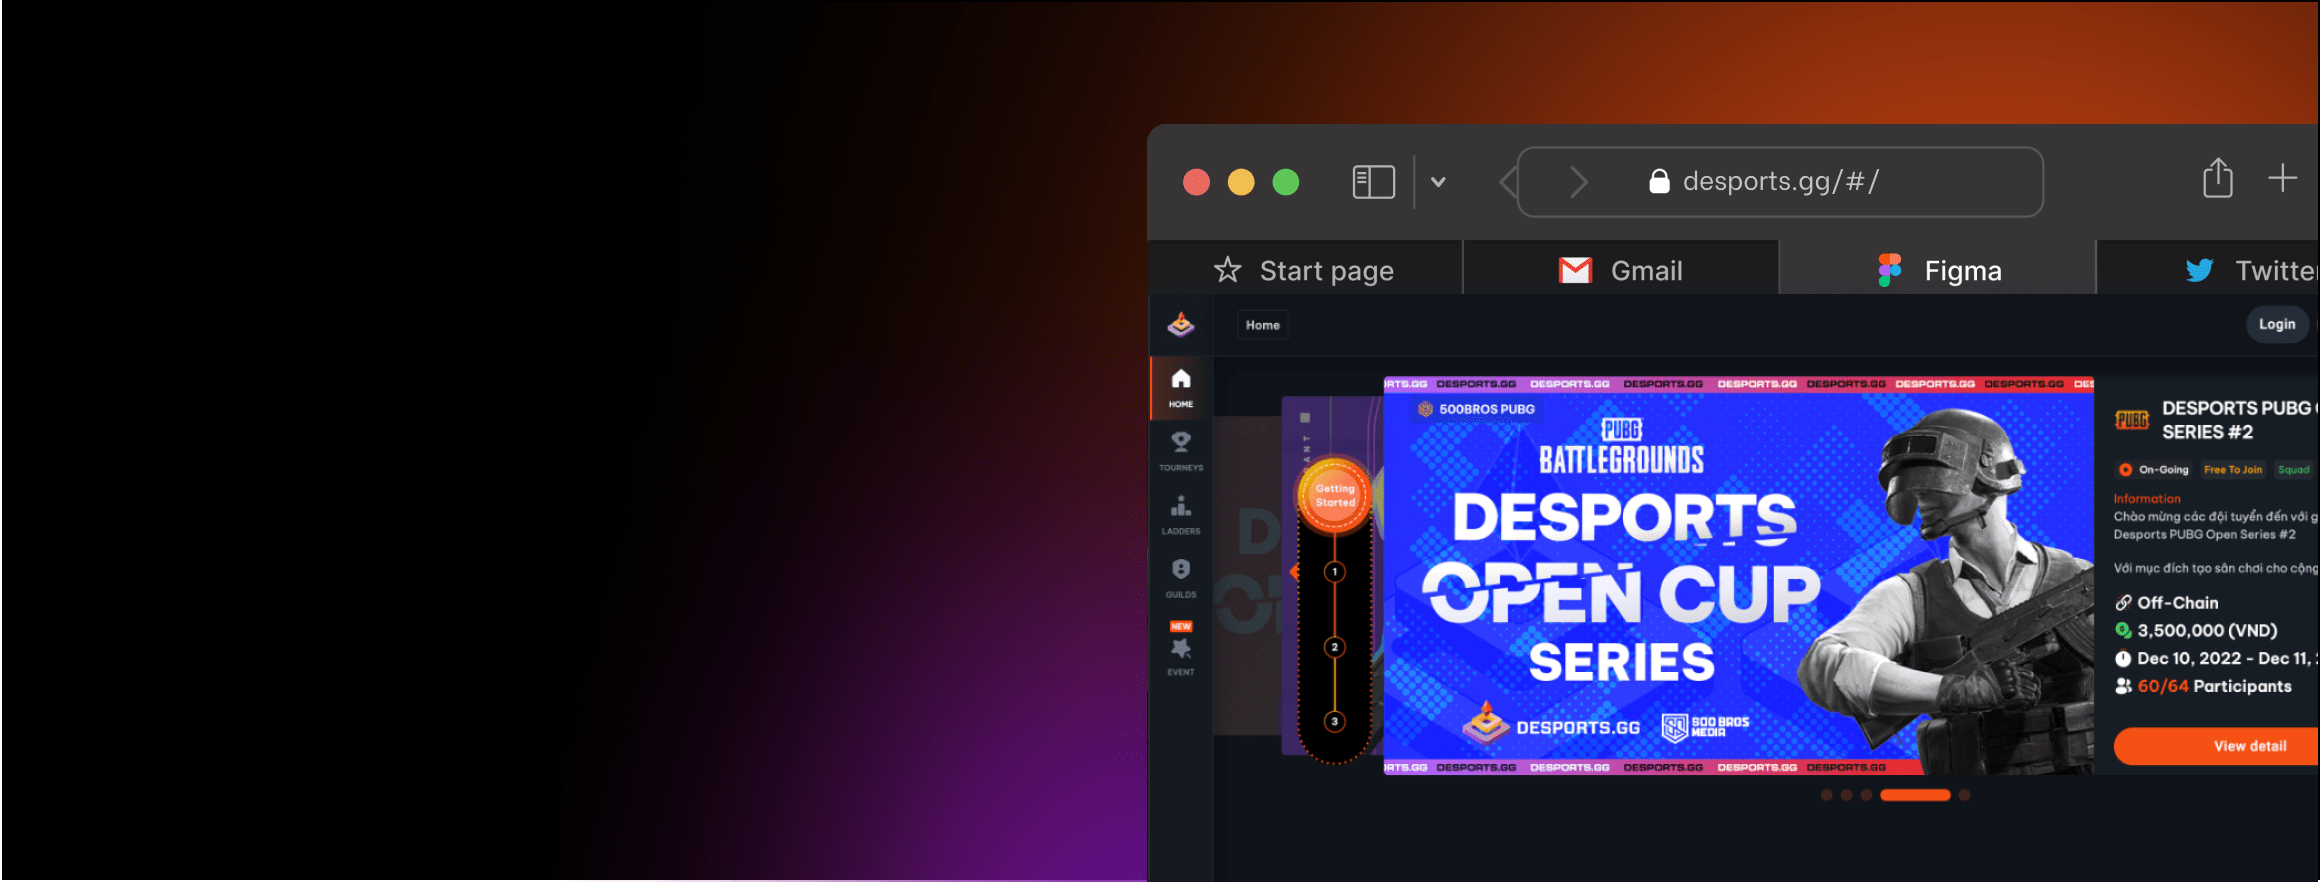 desports.gg/#/
Start page
Gmail
Figma
Twitter
Home
Login
HOME
TOURNEYS
LADDERS
GUILDS
NEW
EVENT
Getting
Started
1
2
3
RTS.GG DESPORTS.GG DESPORTS.GG DESPORTS.GG DESPORTS.GG DESPORTS.GG DESPORTS.GG DESPORTS.GG DES
500BROS PUBG
PUBG
BATTLEGROUNDS
DESPORTS
OPEN CUP
SERIES
DESPORTS.GG
500 BROS
MEDIA
RTS.GG DESPORTS.GG DESPORTS.GG DESPORTS.GG DESPORTS.GG DESPORTS.GG
PUBG
DESPORTS PUBG
SERIES #2
On-Going
Free To Join
Squad
Information
Chào mừng các đội tuyển đến với g
Desports PUBG Open Series #2
Với mục đích tạo sân chơi cho cộng
Off-Chain
3,500,000 (VND)
Dec 10, 2022 - Dec 11,
60/64 Participants
View detail